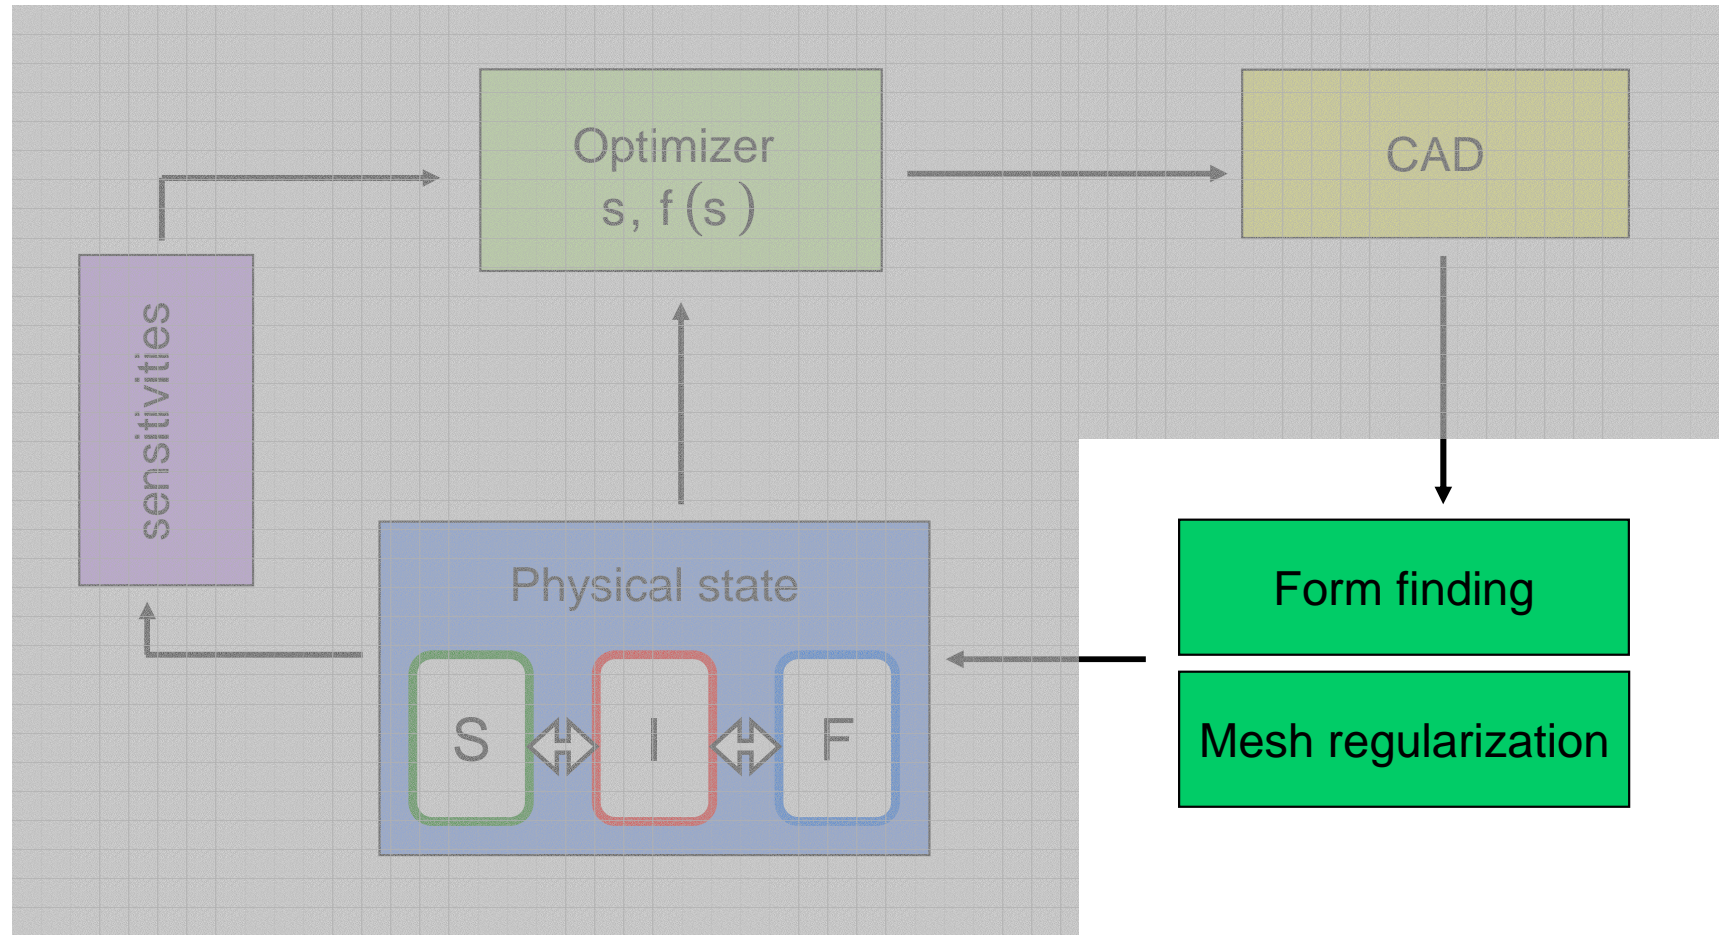 Optimizer
s, f (s)
CAD
sensitivities
Physical state
S
I
F
Form finding
Mesh regularization